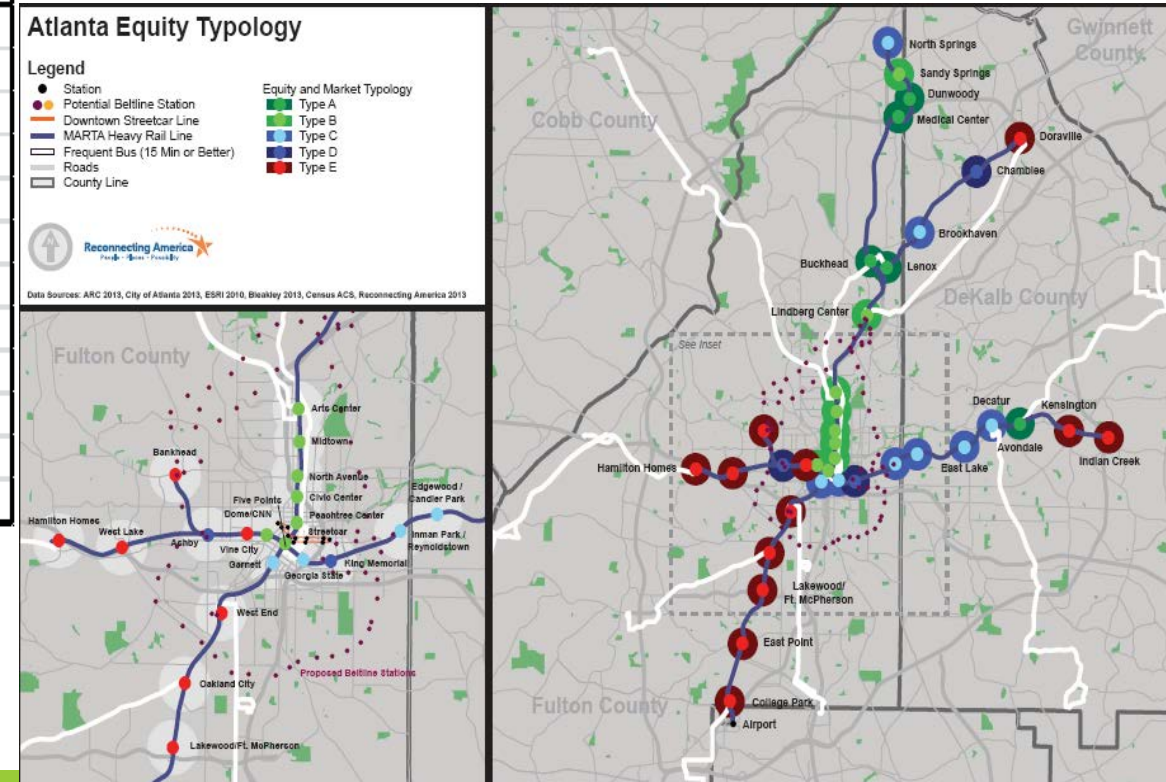 Atlanta Equity Typology
Legend
Station
Potential Beltline Station
Downtown Streetcar Line
MARTA Heavy Rail Line
Frequent Bus (15 Min or Better)
Roads
County Line
Equity and Market Typology
Type A
Type B
Type C
Type D
Type E
Reconnecting America
People - Places - Possibility
Data Sources: ARC 2013, City of Atlanta 2013, ESRI 2010, Bleakley 2013, Census ACS, Reconnecting America 2013
Fulton County
Arts Center
Midtown
Bankhead
North Avenue
Five Points
Civic Center
Edgewood /
Candler Park
Dome/CNN
Peachtree Center
Hamilton Homes
Streetcar
West Lake
Ashby
Vine City
Inman Park /
Reynoldstown
Garnett
King Memorial
Georgia State
West End
Proposed Beltline Stations
Oakland City
Lakewood/Ft. McPherson
Gwinnett
County
North Springs
Sandy Springs
Dunwoody
Cobb County
Medical Center
Doraville
Chamblee
Brookhaven
Buckhead
Lenox
DeKalb County
Lindberg Center
See Inset
Decatur
Kensington
Avondale
Hamilton Homes
East Lake
Indian Creek
Lakewood/
Ft. McPherson
East Point
Fulton County
College Park
Airport